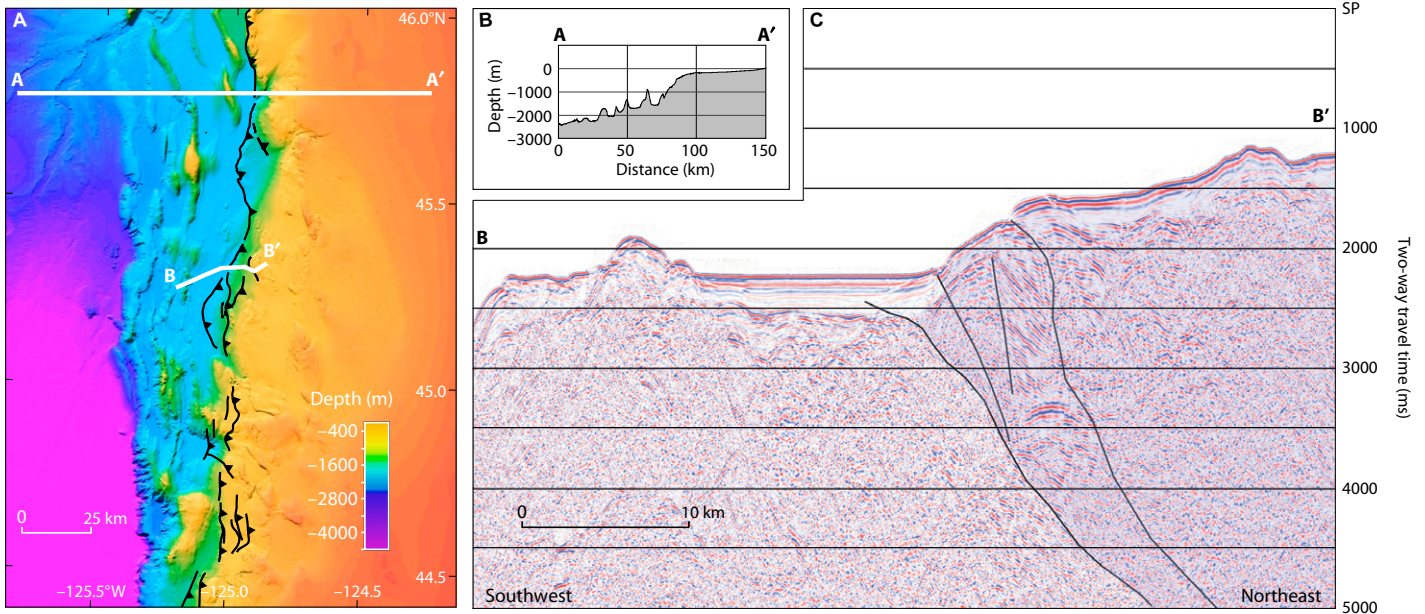 A
46.0°N
A
A′
45.5
B
B′
45.0
Depth (m)
−400
−1600
−2800
−4000
0
25 km
44.5
−125.5°W
−125.0
−124.5
B
A
A′
Depth (m)
0
−1000
−2000
−3000
0
50
100
150
Distance (km)
C
SP
B′
1000
B
2000
3000
4000
5000
Two-way travel time (ms)
0
10 km
Southwest
Northeast